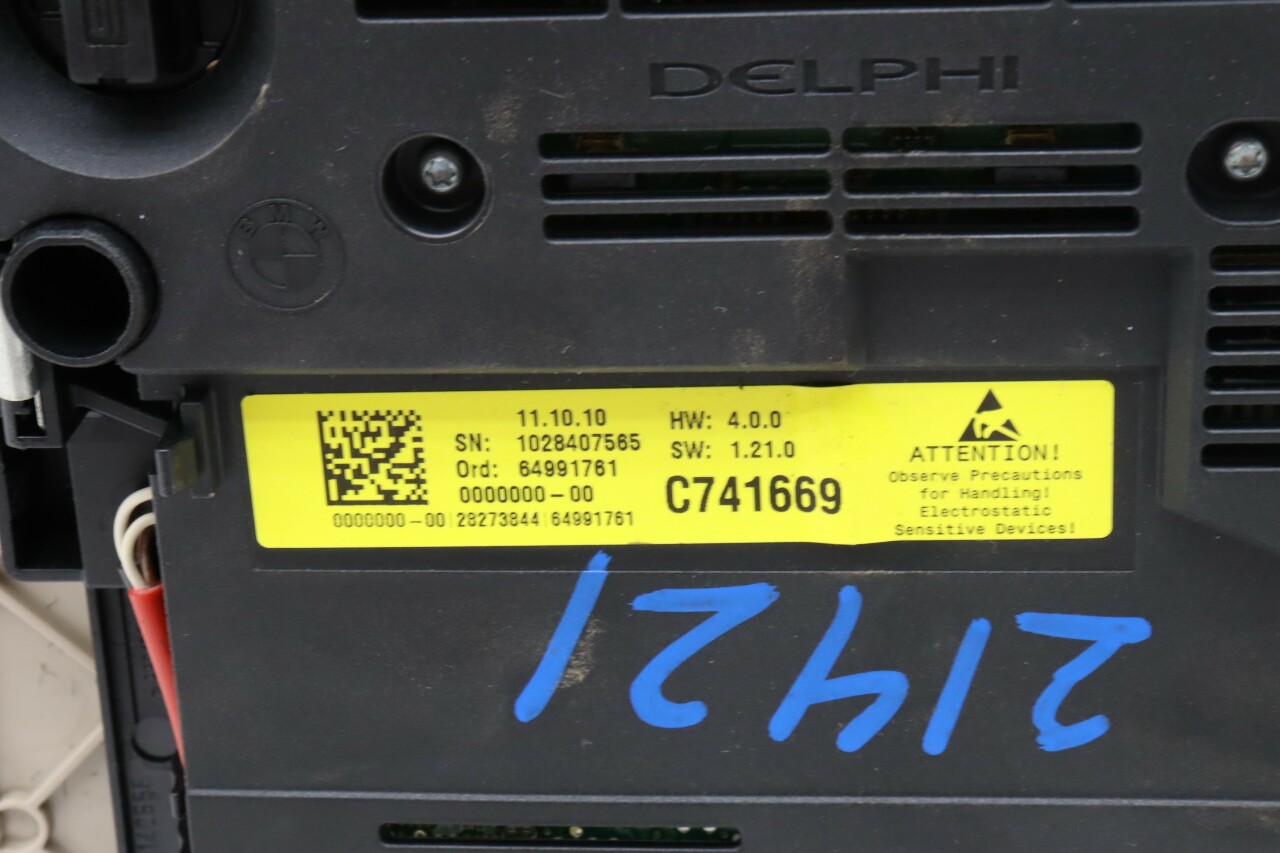 DELPHI
BMW
11.10.10
SN: 1028407565
Ord: 64991761
0000000-00
0000000-00 | 28273844 | 64991761
HW: 4.0.0
SW: 1.21.0
C741669
ATTENTION!
Observe Precautions
for Handling!
Electrostatic
Sensitive Devices!
21421